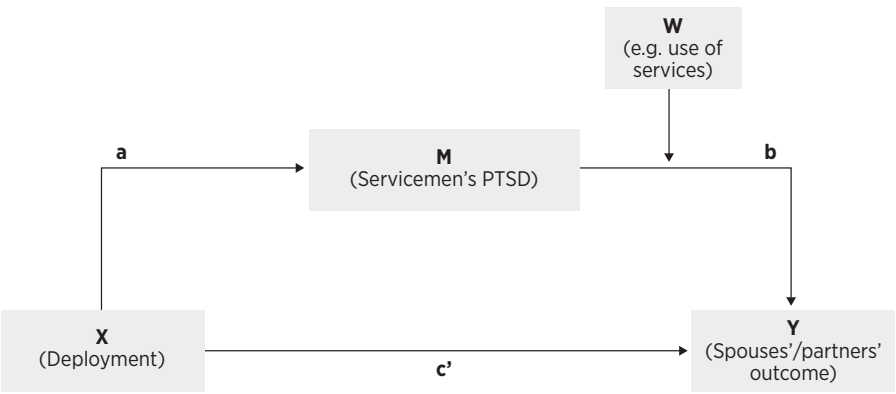 W
(e.g. use of
services)
a
M
(Servicemen's PTSD)
b
X
(Deployment)
c'
Y
(Spouses'/partners'
outcome)